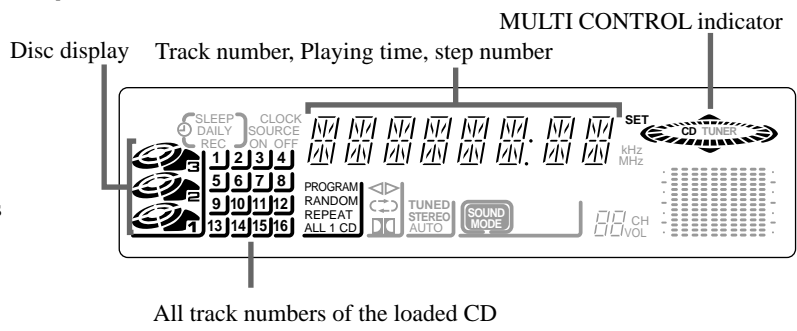 MULTI CONTROL indicator
Disc display
Track number, Playing time, step number
SLEEP
DAILY
REC
CLOCK
SOURCE
ON OFF
SET
CD TUNER
kHz
MHz
3
2
1
1 2 3 4
5 6 7 8
9 10 11 12
13 14 15 16
PROGRAM
RANDOM
REPEAT
ALL 1 CD
TUNED
STEREO
AUTO
SOUND
MODE
CH
VOL
s
All track numbers of the loaded CD